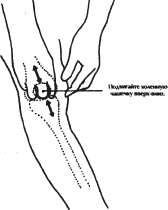 Подвигайте коленную
чашечку вверх-вниз.